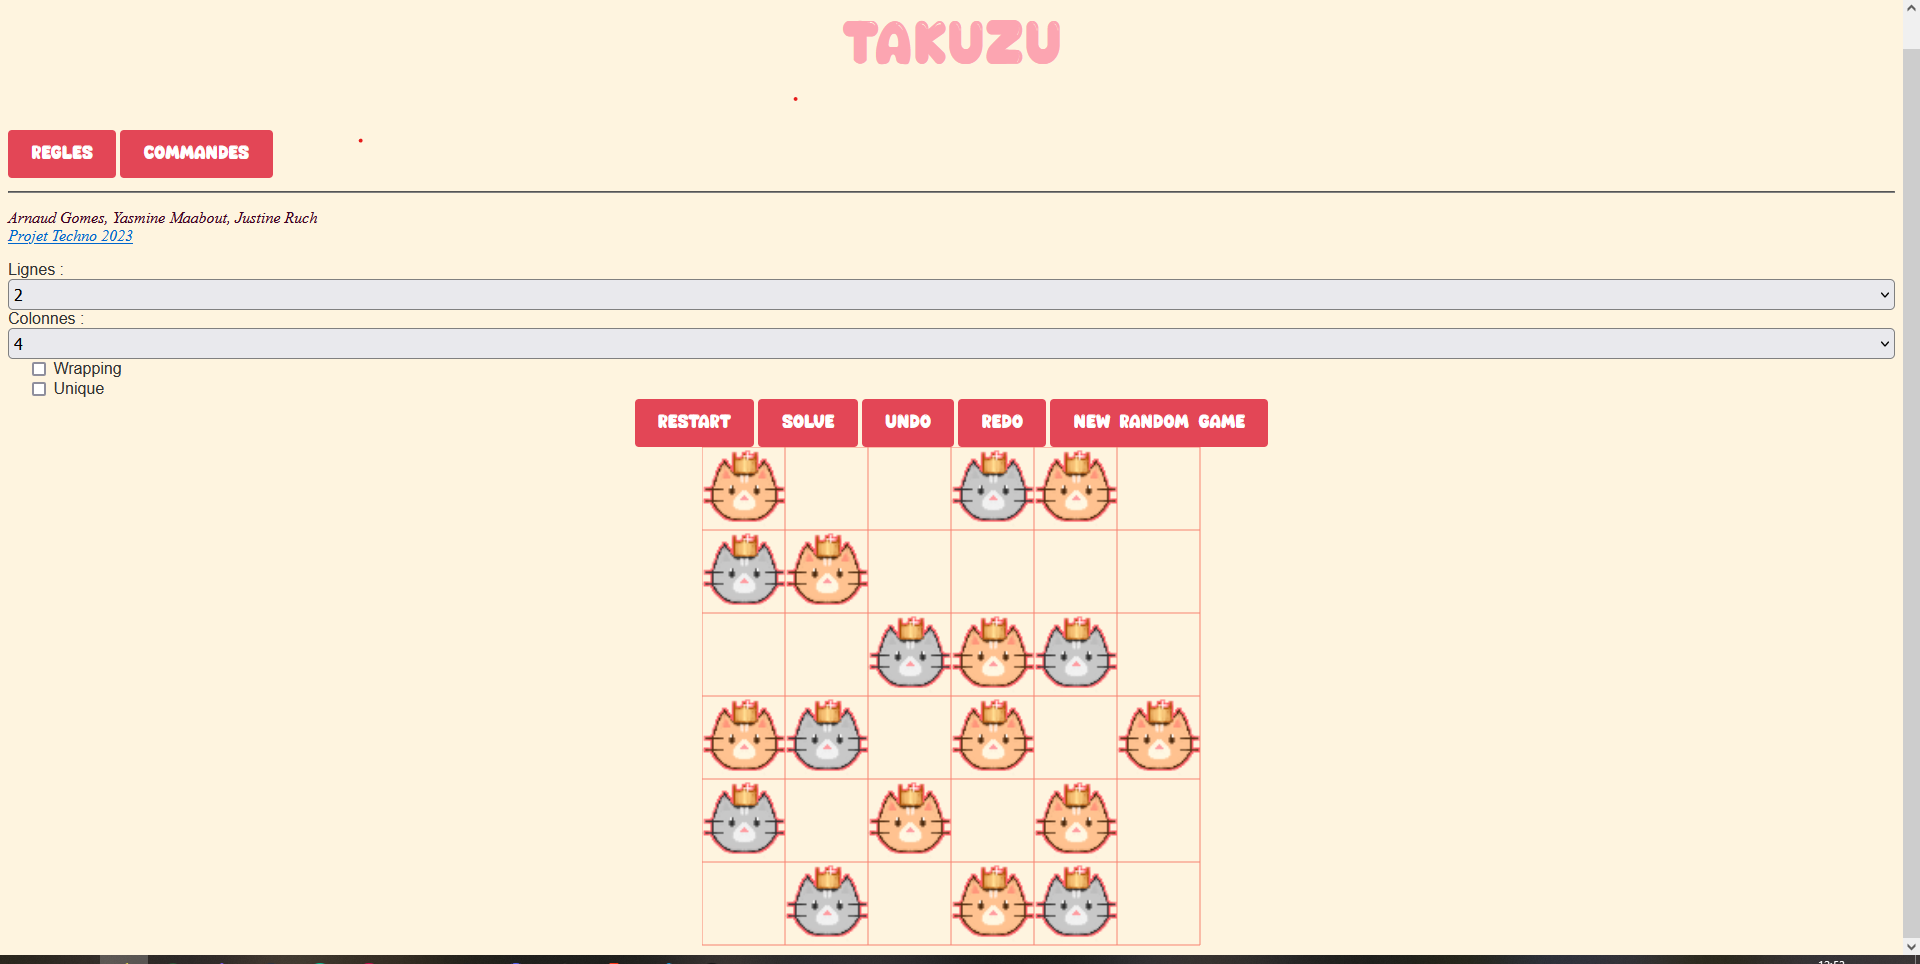 TAKUZU
REGLES COMMANDES
Arnaud Gomes, Yasmine Maabout, Justine Ruch
Projet Techno 2023
Lignes :
2
Colonnes :
4
Wrapping
Unique
RESTART SOLVE UNDO REDO NEW RANDOM GAME